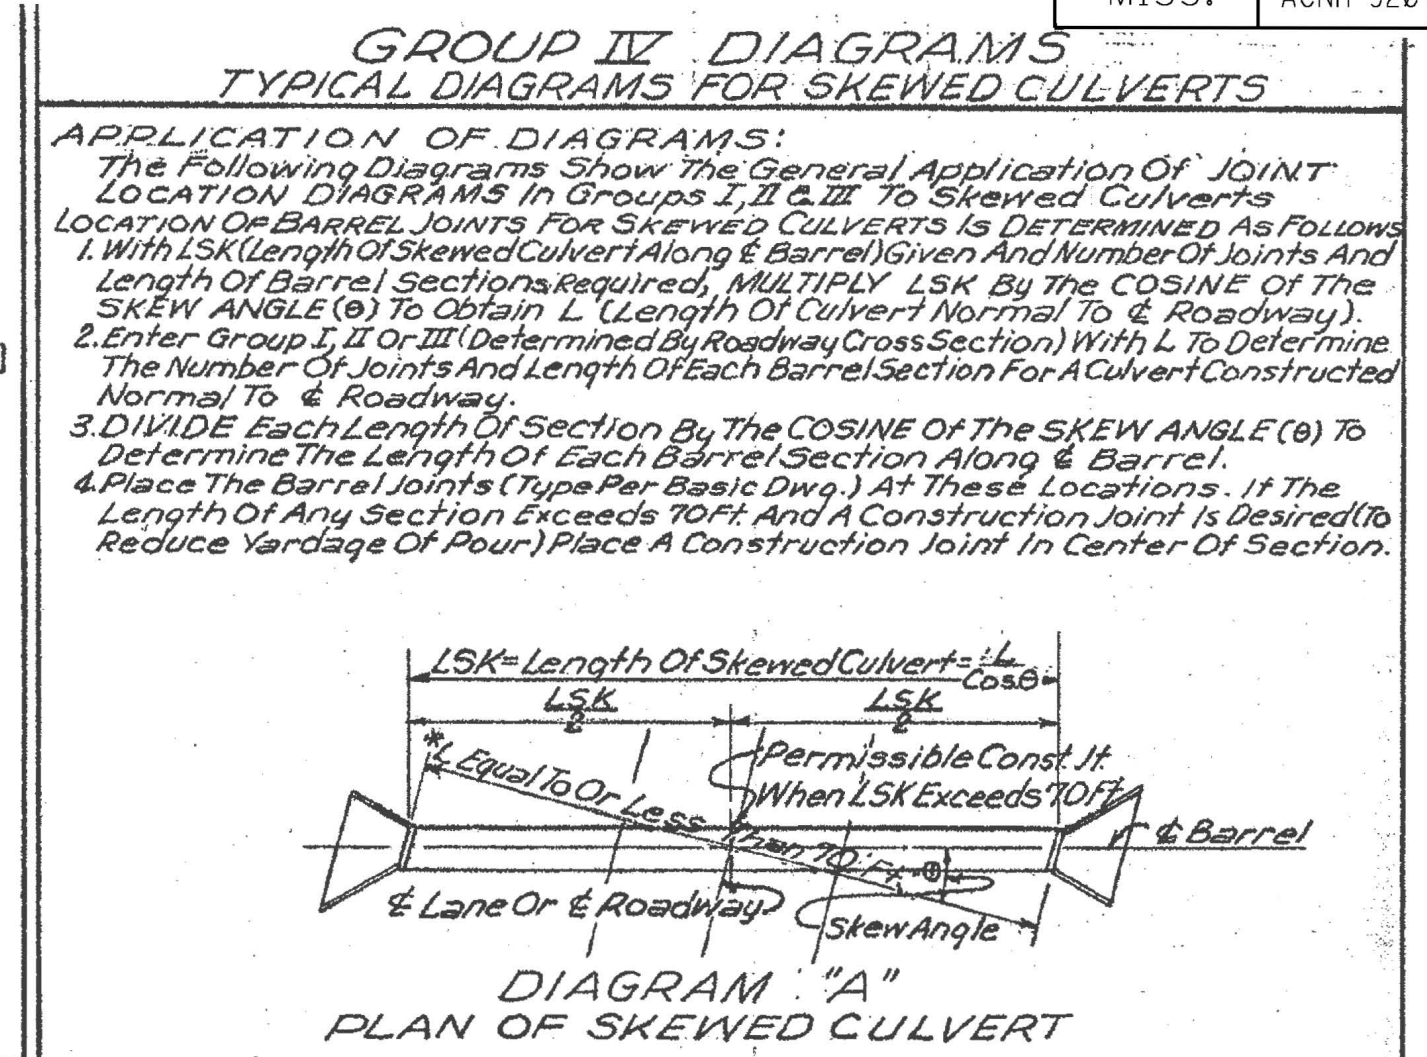 MISS.
GROUP IV DIAGRAMS
TYPICAL DIAGRAMS FOR SKEWED CULVERTS
APPLICATION OF DIAGRAMS:
The Following Diagrams Show The General Application Of JOINT
LOCATION DIAGRAMS In Groups I, II & III To Skewed Culverts
LOCATION OF BARREL JOINTS FOR SKEWED CULVERTS IS DETERMINED AS FOLLOWS
1. With LSK (Length Of Skewed Culvert Along ℄ Barrel) Given And Number Of Joints And
Length Of Barrel Sections Required, MULTIPLY LSK By The COSINE Of The
SKEW ANGLE (θ) To Obtain L (Length Of Culvert Normal To ℄ Roadway).
2. Enter Group I, II Or III (Determined By Roadway Cross Section) With L To Determine
The Number Of Joints And Length Of Each Barrel Section For A Culvert Constructed
Normal To ℄ Roadway.
3. DIVIDE Each Length Of Section By The COSINE Of The SKEW ANGLE (θ) To
Determine The Length Of Each Barrel Section Along ℄ Barrel.
4. Place The Barrel Joints (Type Per Basic Dwg.) At These Locations. If The
Length Of Any Section Exceeds 70 Ft. And A Construction Joint Is Desired (To
Reduce Yardage Of Pour) Place A Construction Joint In Center Of Section.
LSK = Length Of Skewed Culvert = L
Cos θ
LSK
2
LSK
2
*L Equal To Or Less Than 70 Ft.
Permissible Const. Jt.
When LSK Exceeds 70 Ft.
℄ Barrel
θ
℄ Lane Or ℄ Roadway
Skew Angle
DIAGRAM "A"
PLAN OF SKEWED CULVERT